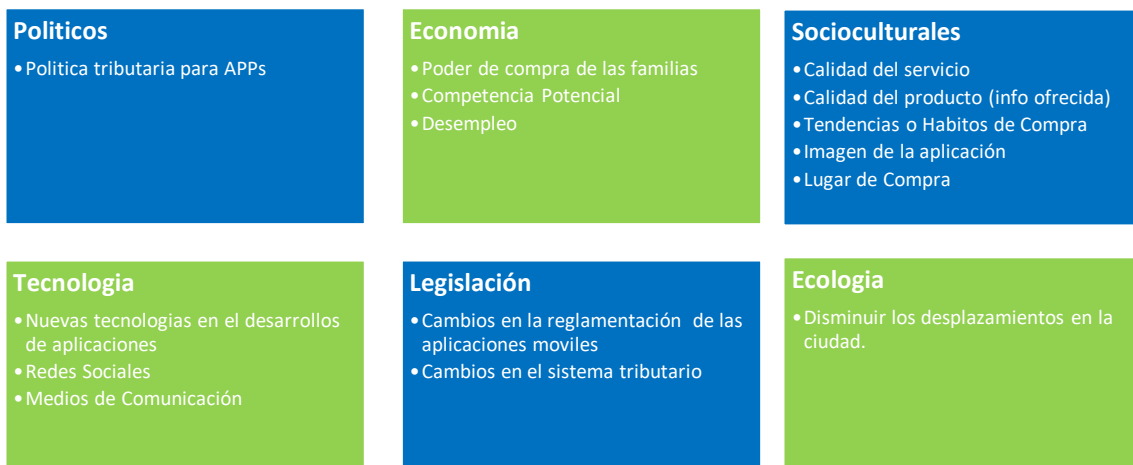 Politicos
•Politica tributaria para APPs
Economia
•Poder de compra de las familias
•Competencia Potencial
•Desempleo
Socioculturales
•Calidad del servicio
•Calidad del producto (info ofrecida)
•Tendencias o Habitos de Compra
•Imagen de la aplicación
•Lugar de Compra
Tecnologia
•Nuevas tecnologias en el desarrollos
de aplicaciones
•Redes Sociales
•Medios de Comunicación
Legislación
•Cambios en la reglamentación de las
aplicaciones moviles
•Cambios en el sistema tributario
Ecologia
•Disminuir los desplazamientos en la
ciudad.